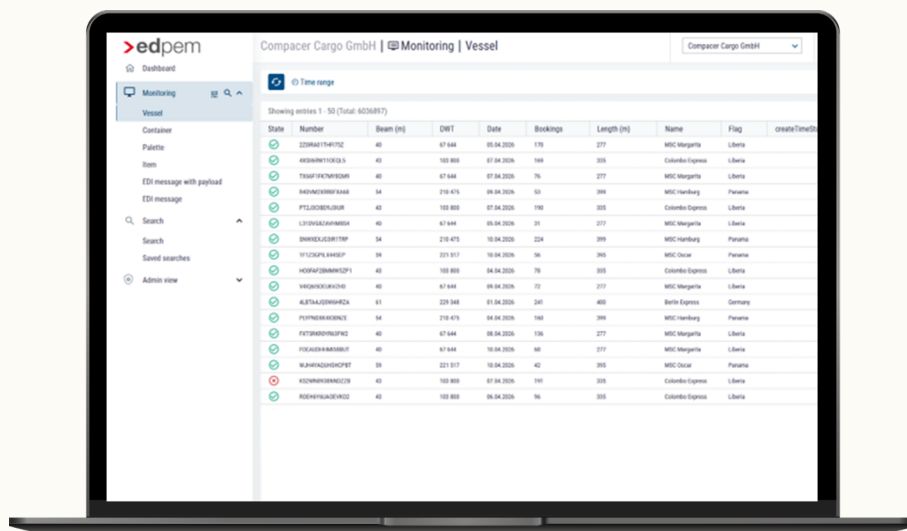 edpem
Compacer Cargo GmbH | Monitoring | Vessel
Compacer Cargo GmbH
Dashboard
Monitoring
Vessel
Container
Palette
Item
EDI message with payload
EDI message
Search
Search
Saved searches
Admin view
Time range
Showing entries 1 - 50 (Total: 6036897)
State Number Beam (m) DWT Date Bookings Length (m) Name Flag createTimeSt
40 67 644 05.04.2026 170 277 MSC Margarita Liberia
43 103 800 07.04.2026 335 Colombo Express Liberia
40 67 644 07.04.2026 76 277 MSC Margarita Liberia
54 210 475 09.04.2026 53 399 MSC Hamburg Panama
43 103 800 07.04.2026 190 335 Colombo Express Liberia
40 67 644 05.04.2026 21 277 MSC Margarita Liberia
54 210 475 10.04.2026 224 399 MSC Hamburg Panama
59 221 517 10.04.2026 56 395 MSC Oscar Panama
43 103 800 04.04.2026 78 335 Colombo Express Liberia
40 67 644 09.04.2026 72 277 MSC Margarita Liberia
61 229 348 01.04.2026 241 400 Berlin Express Germany
54 210 475 04.04.2026 160 399 MSC Hamburg Panama
40 67 644 08.04.2026 136 277 MSC Margarita Liberia
40 67 644 10.04.2026 60 277 MSC Margarita Liberia
59 221 517 10.04.2026 42 395 MSC Oscar Panama
43 103 800 07.04.2026 191 335 Colombo Express Liberia
43 103 800 06.04.2026 96 335 Colombo Express Liberia